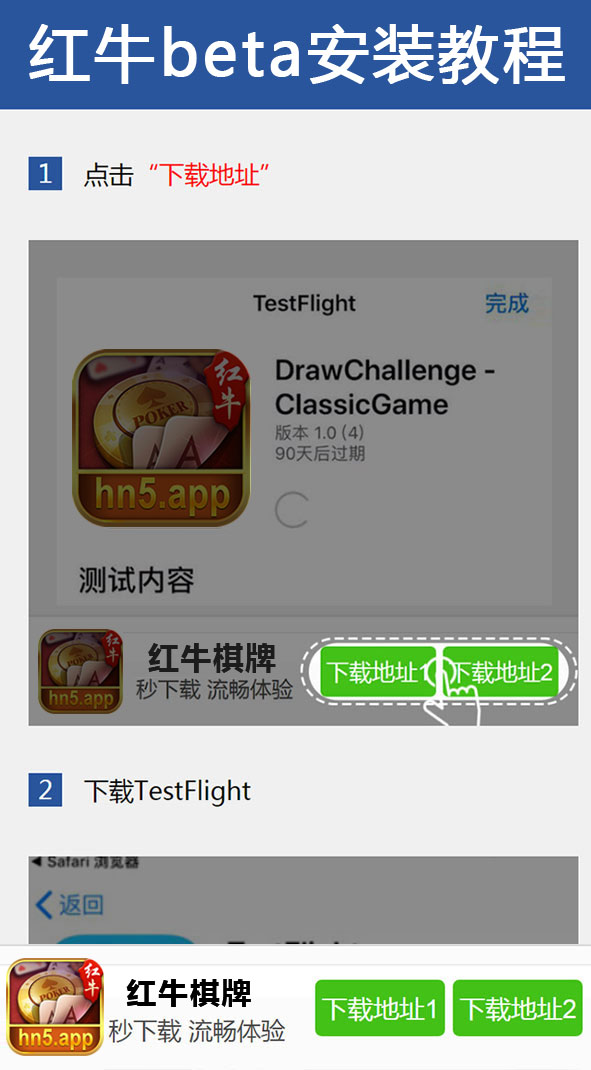 红牛beta安装教程
1 点击 “下载地址”
TestFlight 完成
红牛
POKER
A A
hn5.app
DrawChallenge -
ClassicGame
版本 1.0 (4)
90天后过期
测试内容
红牛
hn5.app
红牛棋牌
秒下载 流畅体验
下载地址1 下载地址2
2 下载TestFlight
◀ Safari 浏览器
返回
红牛
POKER
hn5.app
红牛棋牌
秒下载 流畅体验
下载地址1 下载地址2